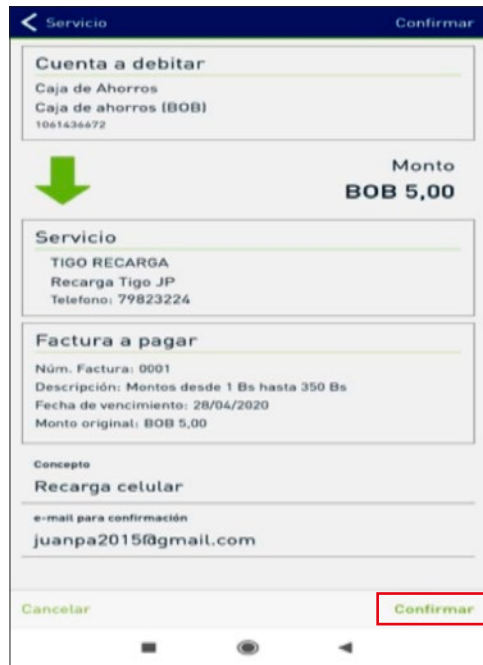 Servicio Confirmar
Cuenta a debitar
Caja de Ahorros
Caja de ahorros (BOB)
1061436672
Monto
BOB 5,00
Servicio
TIGO RECARGA
Recarga Tigo JP
Telefono: 79823224
Factura a pagar
Núm. Factura: 0001
Descripción: Montos desde 1 Bs hasta 350 Bs
Fecha de vencimiento: 28/04/2020
Monto original: BOB 5,00
Concepto
Recarga celular
e-mail para confirmación
juanpa2015@gmail.com
Cancelar Confirmar